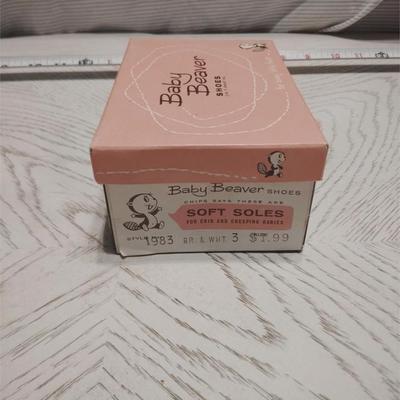 Baby
Beaver
SHOES
Baby Beaver SHOES
CHIPS SAYS THESE ARE
SOFT SOLES
FOR CRIB AND CREEPING BABIES
STYLE
1983 BR. & WHT. 3 $1.99